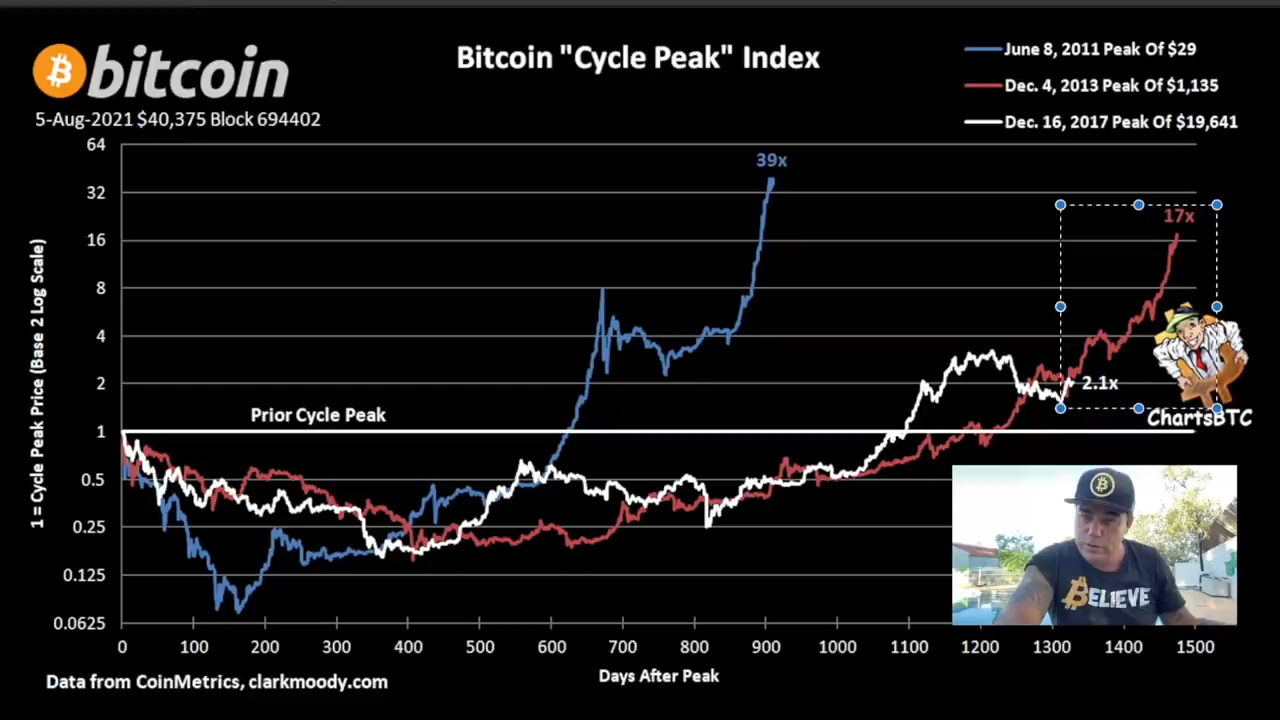 bitcoin
5-Aug-2021 $40,375 Block 694402
Bitcoin "Cycle Peak" Index
June 8, 2011 Peak Of $29
Dec. 4, 2013 Peak Of $1,135
Dec. 16, 2017 Peak Of $19,641
1 = Cycle Peak Price (Base 2 Log Scale)
64
32
16
8
4
2
1
0.5
0.25
0.125
0.0625
39x
17x
2.1x
Prior Cycle Peak
ChartsBTC
BELIEVE
0 100 200 300 400 500 600 700 800 900 1000 1100 1200 1300 1400 1500
Days After Peak
Data from CoinMetrics, clarkmoody.com